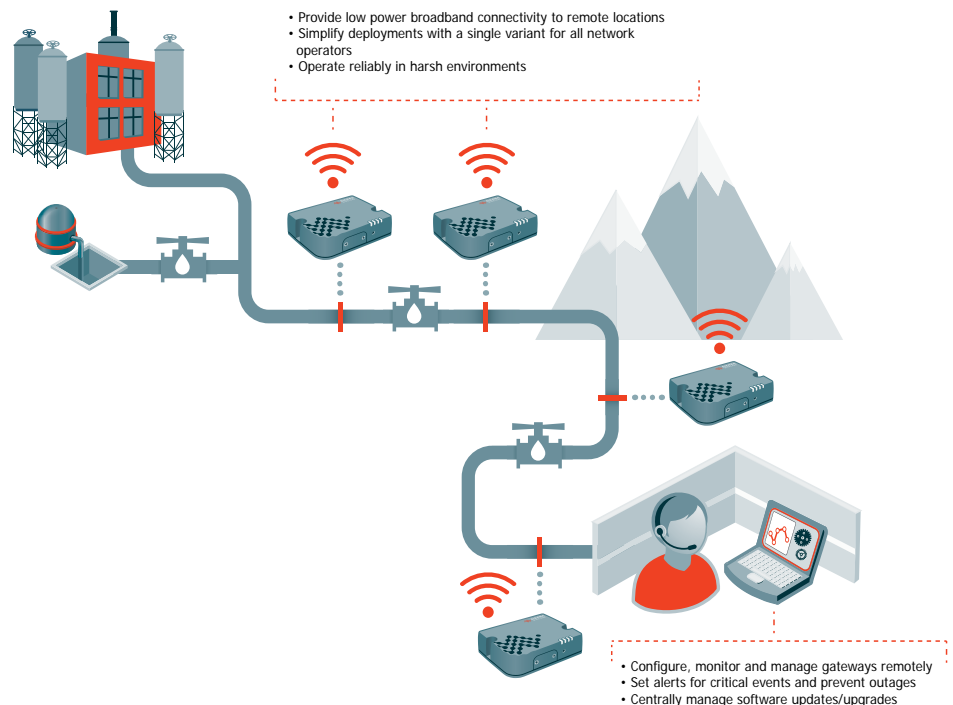 • Provide low power broadband connectivity to remote locations
• Simplify deployments with a single variant for all network
operators
• Operate reliably in harsh environments
• Configure, monitor and manage gateways remotely
• Set alerts for critical events and prevent outages
• Centrally manage software updates/upgrades